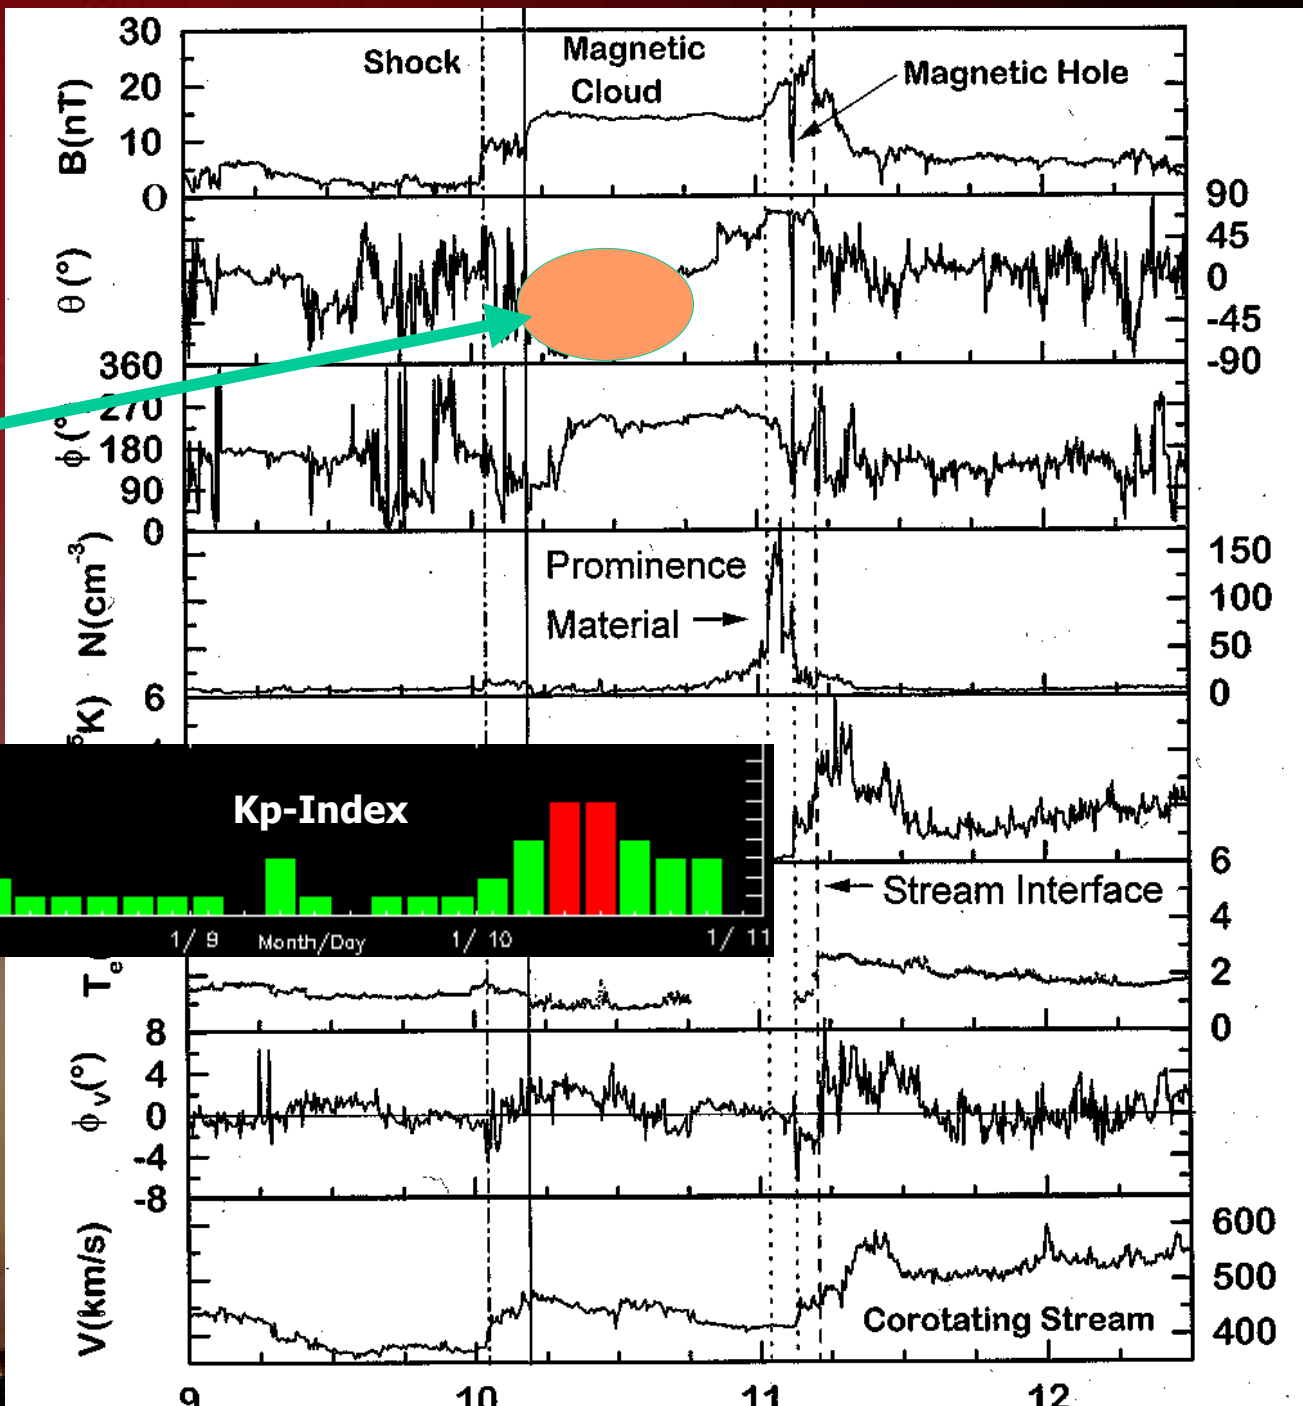 30
20
10
0
B(nT)
Shock
Magnetic
Cloud
Magnetic Hole
θ (°)
90
45
0
-45
-90
360
270
180
90
0
ϕ (°
N(cm⁻³)
Prominence
Material
150
100
50
0
6
⁵K)
Kp-Index
1/ 9
Month/Day
1/ 10
1/ 11
Stream Interface
6
4
2
0
Tₑ
8
4
0
-4
-8
ϕᵥ(°)
V(km/s)
600
500
400
Corotating Stream
9
10
11
12